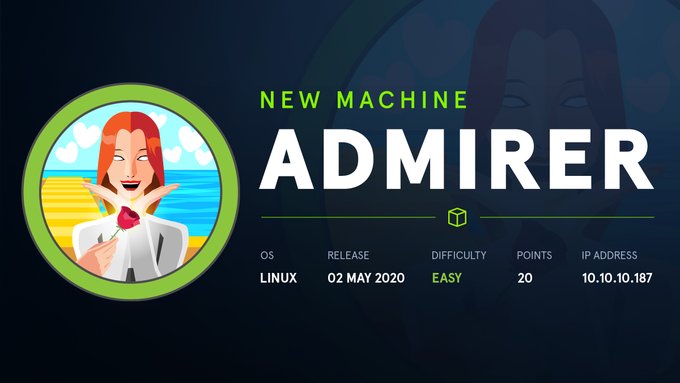 NEW MACHINE
ADMIRER
OS RELEASE DIFFICULTY POINTS IP ADDRESS
LINUX 02 MAY 2020 EASY 20 10.10.10.187